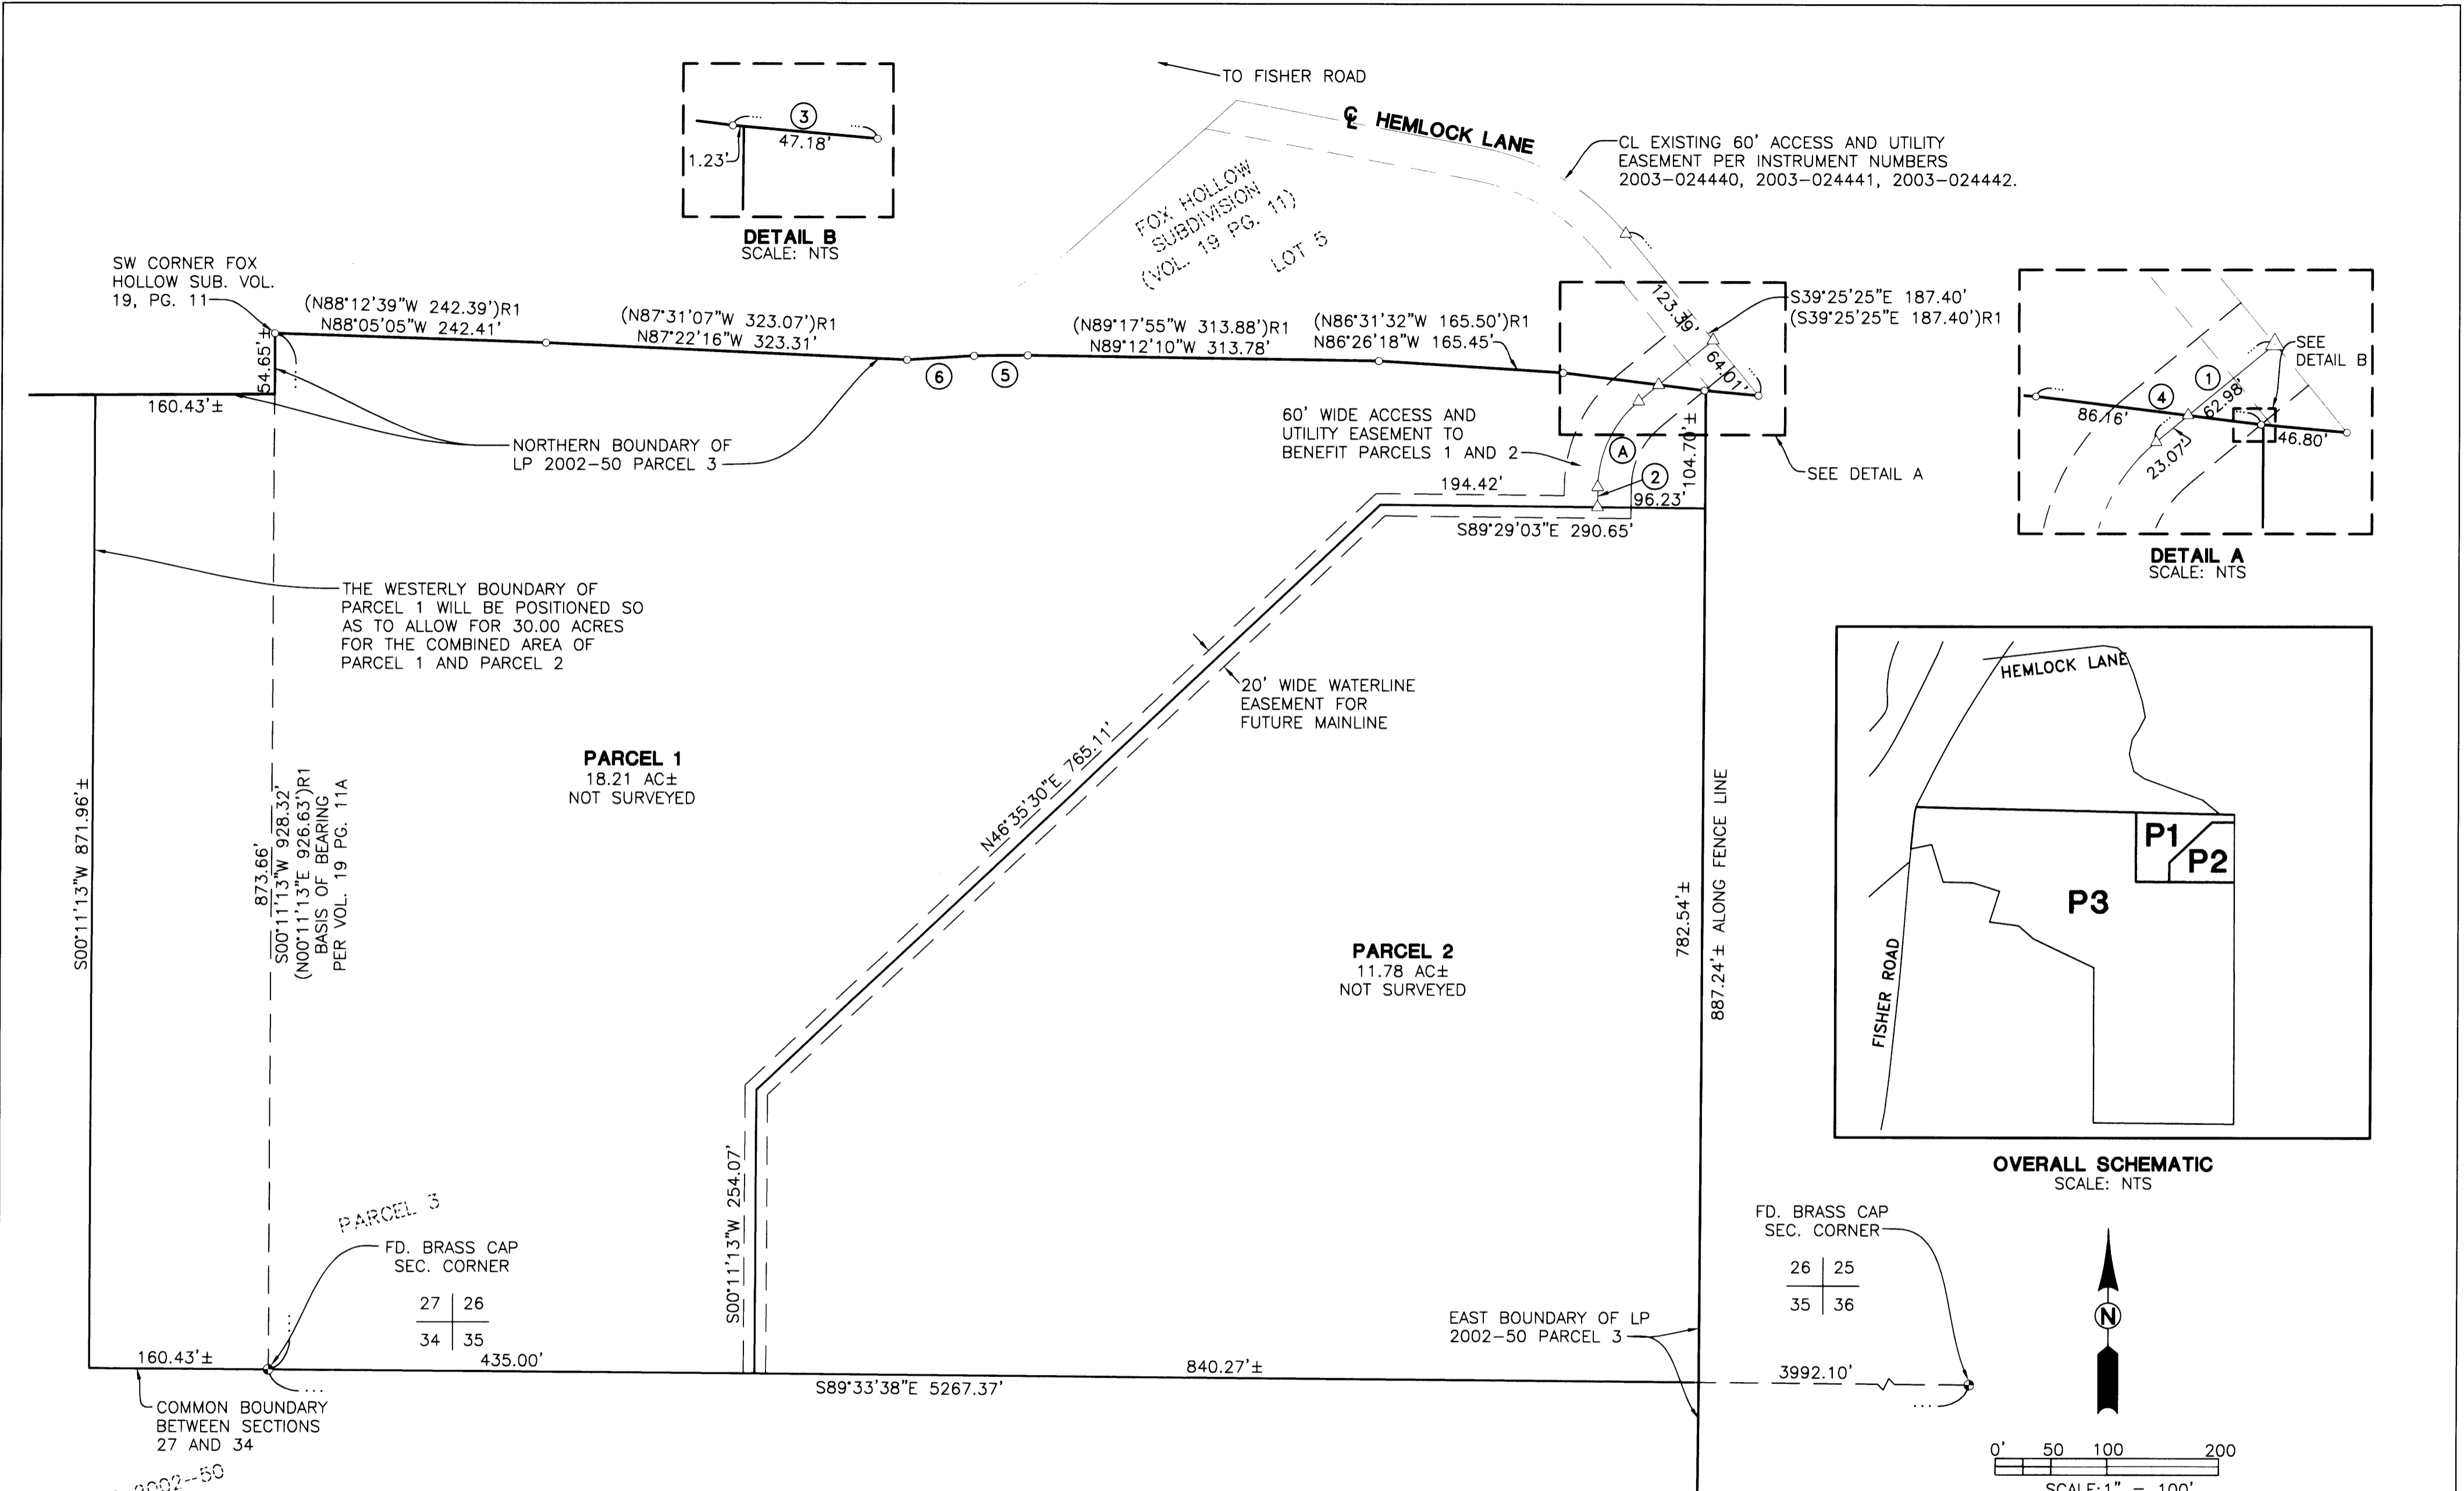 TO FISHER ROAD
℄ HEMLOCK LANE
CL EXISTING 60' ACCESS AND UTILITY
EASEMENT PER INSTRUMENT NUMBERS
2003-024440, 2003-024441, 2003-024442.
3
47.18'
1.23'
DETAIL B
SCALE: NTS
FOX HOLLOW
SUBDIVISION
(VOL. 19 PG. 11)
LOT 5
SW CORNER FOX
HOLLOW SUB. VOL.
19, PG. 11
(N88°12'39"W 242.39')R1
N88°05'05"W 242.41'
(N87°31'07"W 323.07')R1
N87°22'16"W 323.31'
(N89°17'55"W 313.88')R1
N89°12'10"W 313.78'
(N86°31'32"W 165.50')R1
N86°26'18"W 165.45'
123.39'
64.01'
S39°25'25"E 187.40'
(S39°25'25"E 187.40')R1
54.65'±
160.43'±
6
5
NORTHERN BOUNDARY OF
LP 2002-50 PARCEL 3
60' WIDE ACCESS AND
UTILITY EASEMENT TO
BENEFIT PARCELS 1 AND 2
A
2
104.70'±
194.42'
96.23'
S89°29'03"E 290.65'
SEE DETAIL A
SEE
DETAIL B
1
4
62.98'
86.16'
46.80'
23.07'
DETAIL A
SCALE: NTS
THE WESTERLY BOUNDARY OF
PARCEL 1 WILL BE POSITIONED SO
AS TO ALLOW FOR 30.00 ACRES
FOR THE COMBINED AREA OF
PARCEL 1 AND PARCEL 2
20' WIDE WATERLINE
EASEMENT FOR
FUTURE MAINLINE
PARCEL 1
18.21 AC±
NOT SURVEYED
N46°35'30"E 765.11'
S00°11'13"W 871.96'±
873.66'
S00°11'13"W 928.32'
(N00°11'13"E 926.63')R1
BASIS OF BEARING
PER VOL. 19 PG. 11A
PARCEL 2
11.78 AC±
NOT SURVEYED
782.54'±
887.24'± ALONG FENCE LINE
HEMLOCK LANE
P1
P2
P3
FISHER ROAD
OVERALL SCHEMATIC
SCALE: NTS
S00°11'13"W 254.07'
PARCEL 3
FD. BRASS CAP
SEC. CORNER
27 26
34 35
FD. BRASS CAP
SEC. CORNER
26 25
35 36
EAST BOUNDARY OF LP
2002-50 PARCEL 3
N
160.43'±
435.00'
840.27'±
S89°33'38"E 5267.37'
3992.10'
COMMON BOUNDARY
BETWEEN SECTIONS
27 AND 34
2002-50
0' 50 100 200
SCALE: 1" = 100'